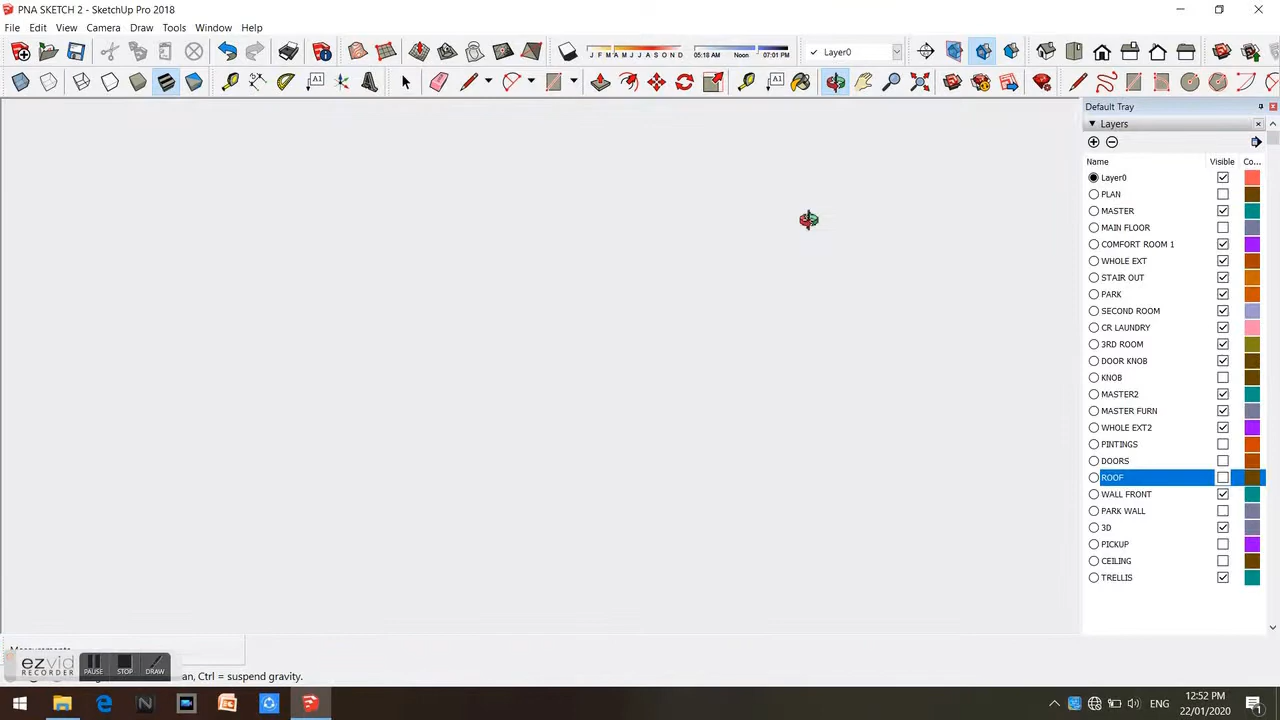 PNA SKETCH 2 - SketchUp Pro 2018
File Edit View Camera Draw Tools Window Help
J F M A M J J A S O N D
05:18 AM Noon 07:01 PM
Layer0
A1
A1
Default Tray
Layers
Name Visible Co...
Layer0
PLAN
MASTER
MAIN FLOOR
COMFORT ROOM 1
WHOLE EXT
STAIR OUT
PARK
SECOND ROOM
CR LAUNDRY
3RD ROOM
DOOR KNOB
KNOB
MASTER2
MASTER FURN
WHOLE EXT2
PINTINGS
DOORS
ROOF
WALL FRONT
PARK WALL
3D
PICKUP
CEILING
TRELLIS
ezvid
RECORDER
PAUSE STOP DRAW
an, Ctrl = suspend gravity.
ENG
12:52 PM
22/01/2020